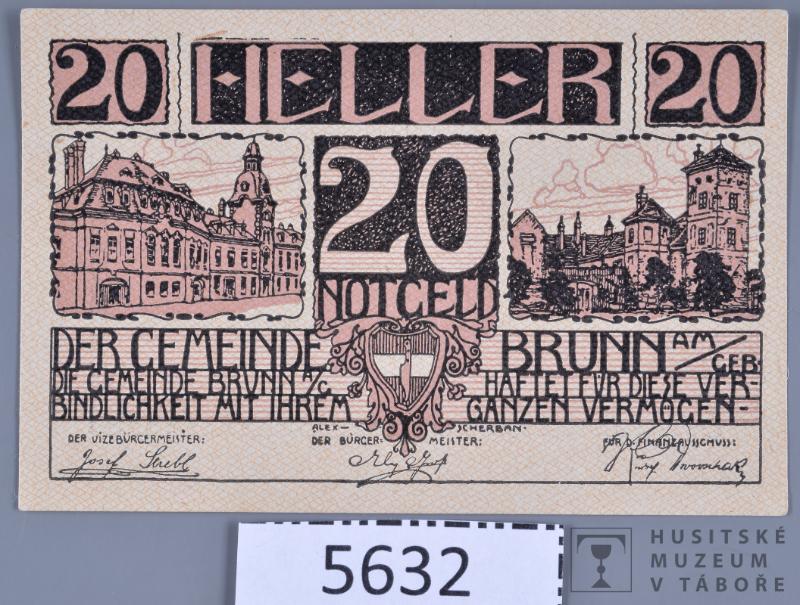 20 HELLER 20
20
NOTGELD
DER GEMEINDE BRUNN AM/GEB.
DIE GEMEINDE BRUNN A/G HAFTET FÜR DIESE VER-
BINDLICHKEIT MIT IHREM GANZEN VERMÖGEN-
ALEX- SCHERBAN-
DER VIZEBÜRGERMEISTER: DER BÜRGER- MEISTER: FÜR D. FINANZAUSSCHUSS:
Josef Strebl
5632
HUSITSKÉ
MUZEUM
V TÁBOŘE